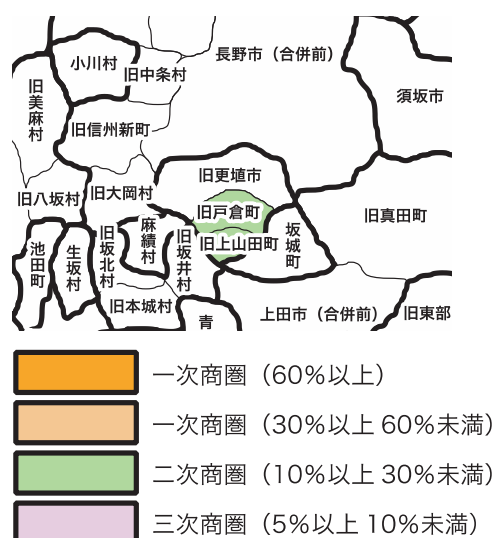 長野市（合併前）
小川村
旧中条村
須坂市
旧美麻村
旧信州新町
旧更埴市
旧八坂村
旧大岡村
旧戸倉町
旧真田町
麻績村
坂城町
旧上山田町
池田町
生坂村
旧坂北村
旧坂井村
旧本城村
青
上田市（合併前）
旧東部
一次商圏（60％以上）
一次商圏（30％以上 60％未満）
二次商圏（10％以上 30％未満）
三次商圏（5％以上 10％未満）